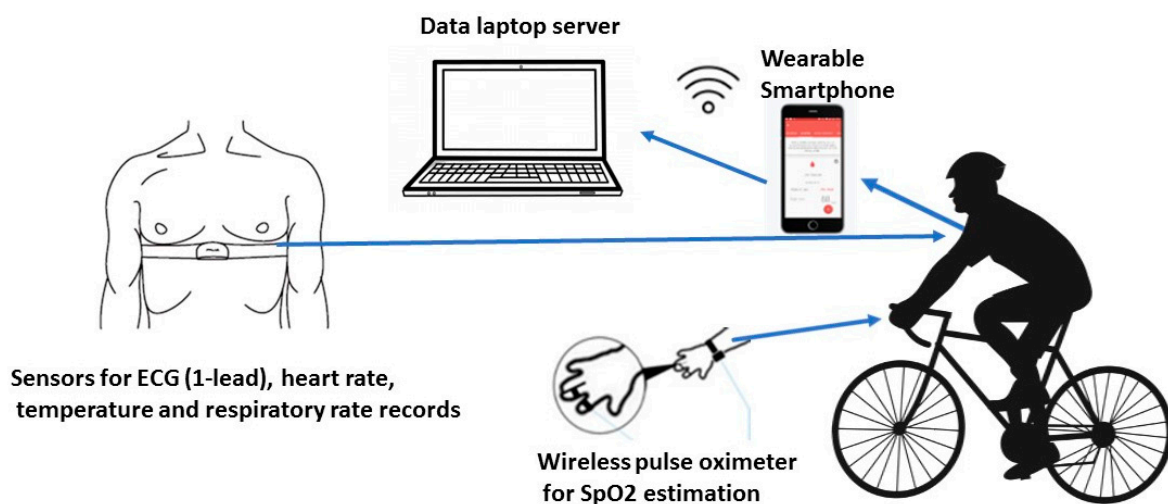 Data laptop server
Wearable
Smartphone
Sensors for ECG (1-lead), heart rate,
temperature and respiratory rate records
Wireless pulse oximeter
for SpO2 estimation